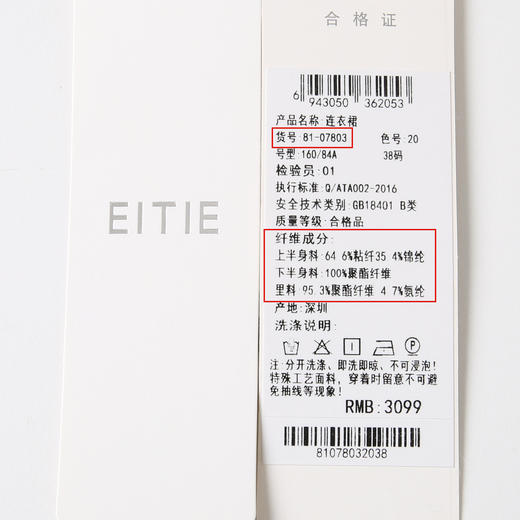 合格证
EITIE
6 943050 362053
产品名称:连衣裙
货号:81-07803 色号:20
号型:160/84A 38码
检验员:01
执行标准:Q/ATA002-2016
安全技术类别:GB18401 B类
质量等级:合格品
纤维成分:
上半身料:64 6%粘纤35 4%锦纶
下半身料:100%聚酯纤维
里料 95.3%聚酯纤维 4 7%氨纶
产地:深圳
洗涤说明:
P
注:分开洗涤、即洗即晾、不可浸泡!
特殊工艺面料,穿着时留意不可避
免抽线等现象!
RMB:3099
81078032038